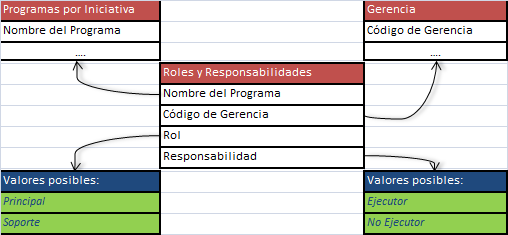 Programas por Iniciativa
Nombre del Programa
....
Gerencia
Código de Gerencia
....
Roles y Responsabilidades
Nombre del Programa
Código de Gerencia
Rol
Responsabilidad
Valores posibles:
Principal
Soporte
Valores posibles:
Ejecutor
No Ejecutor